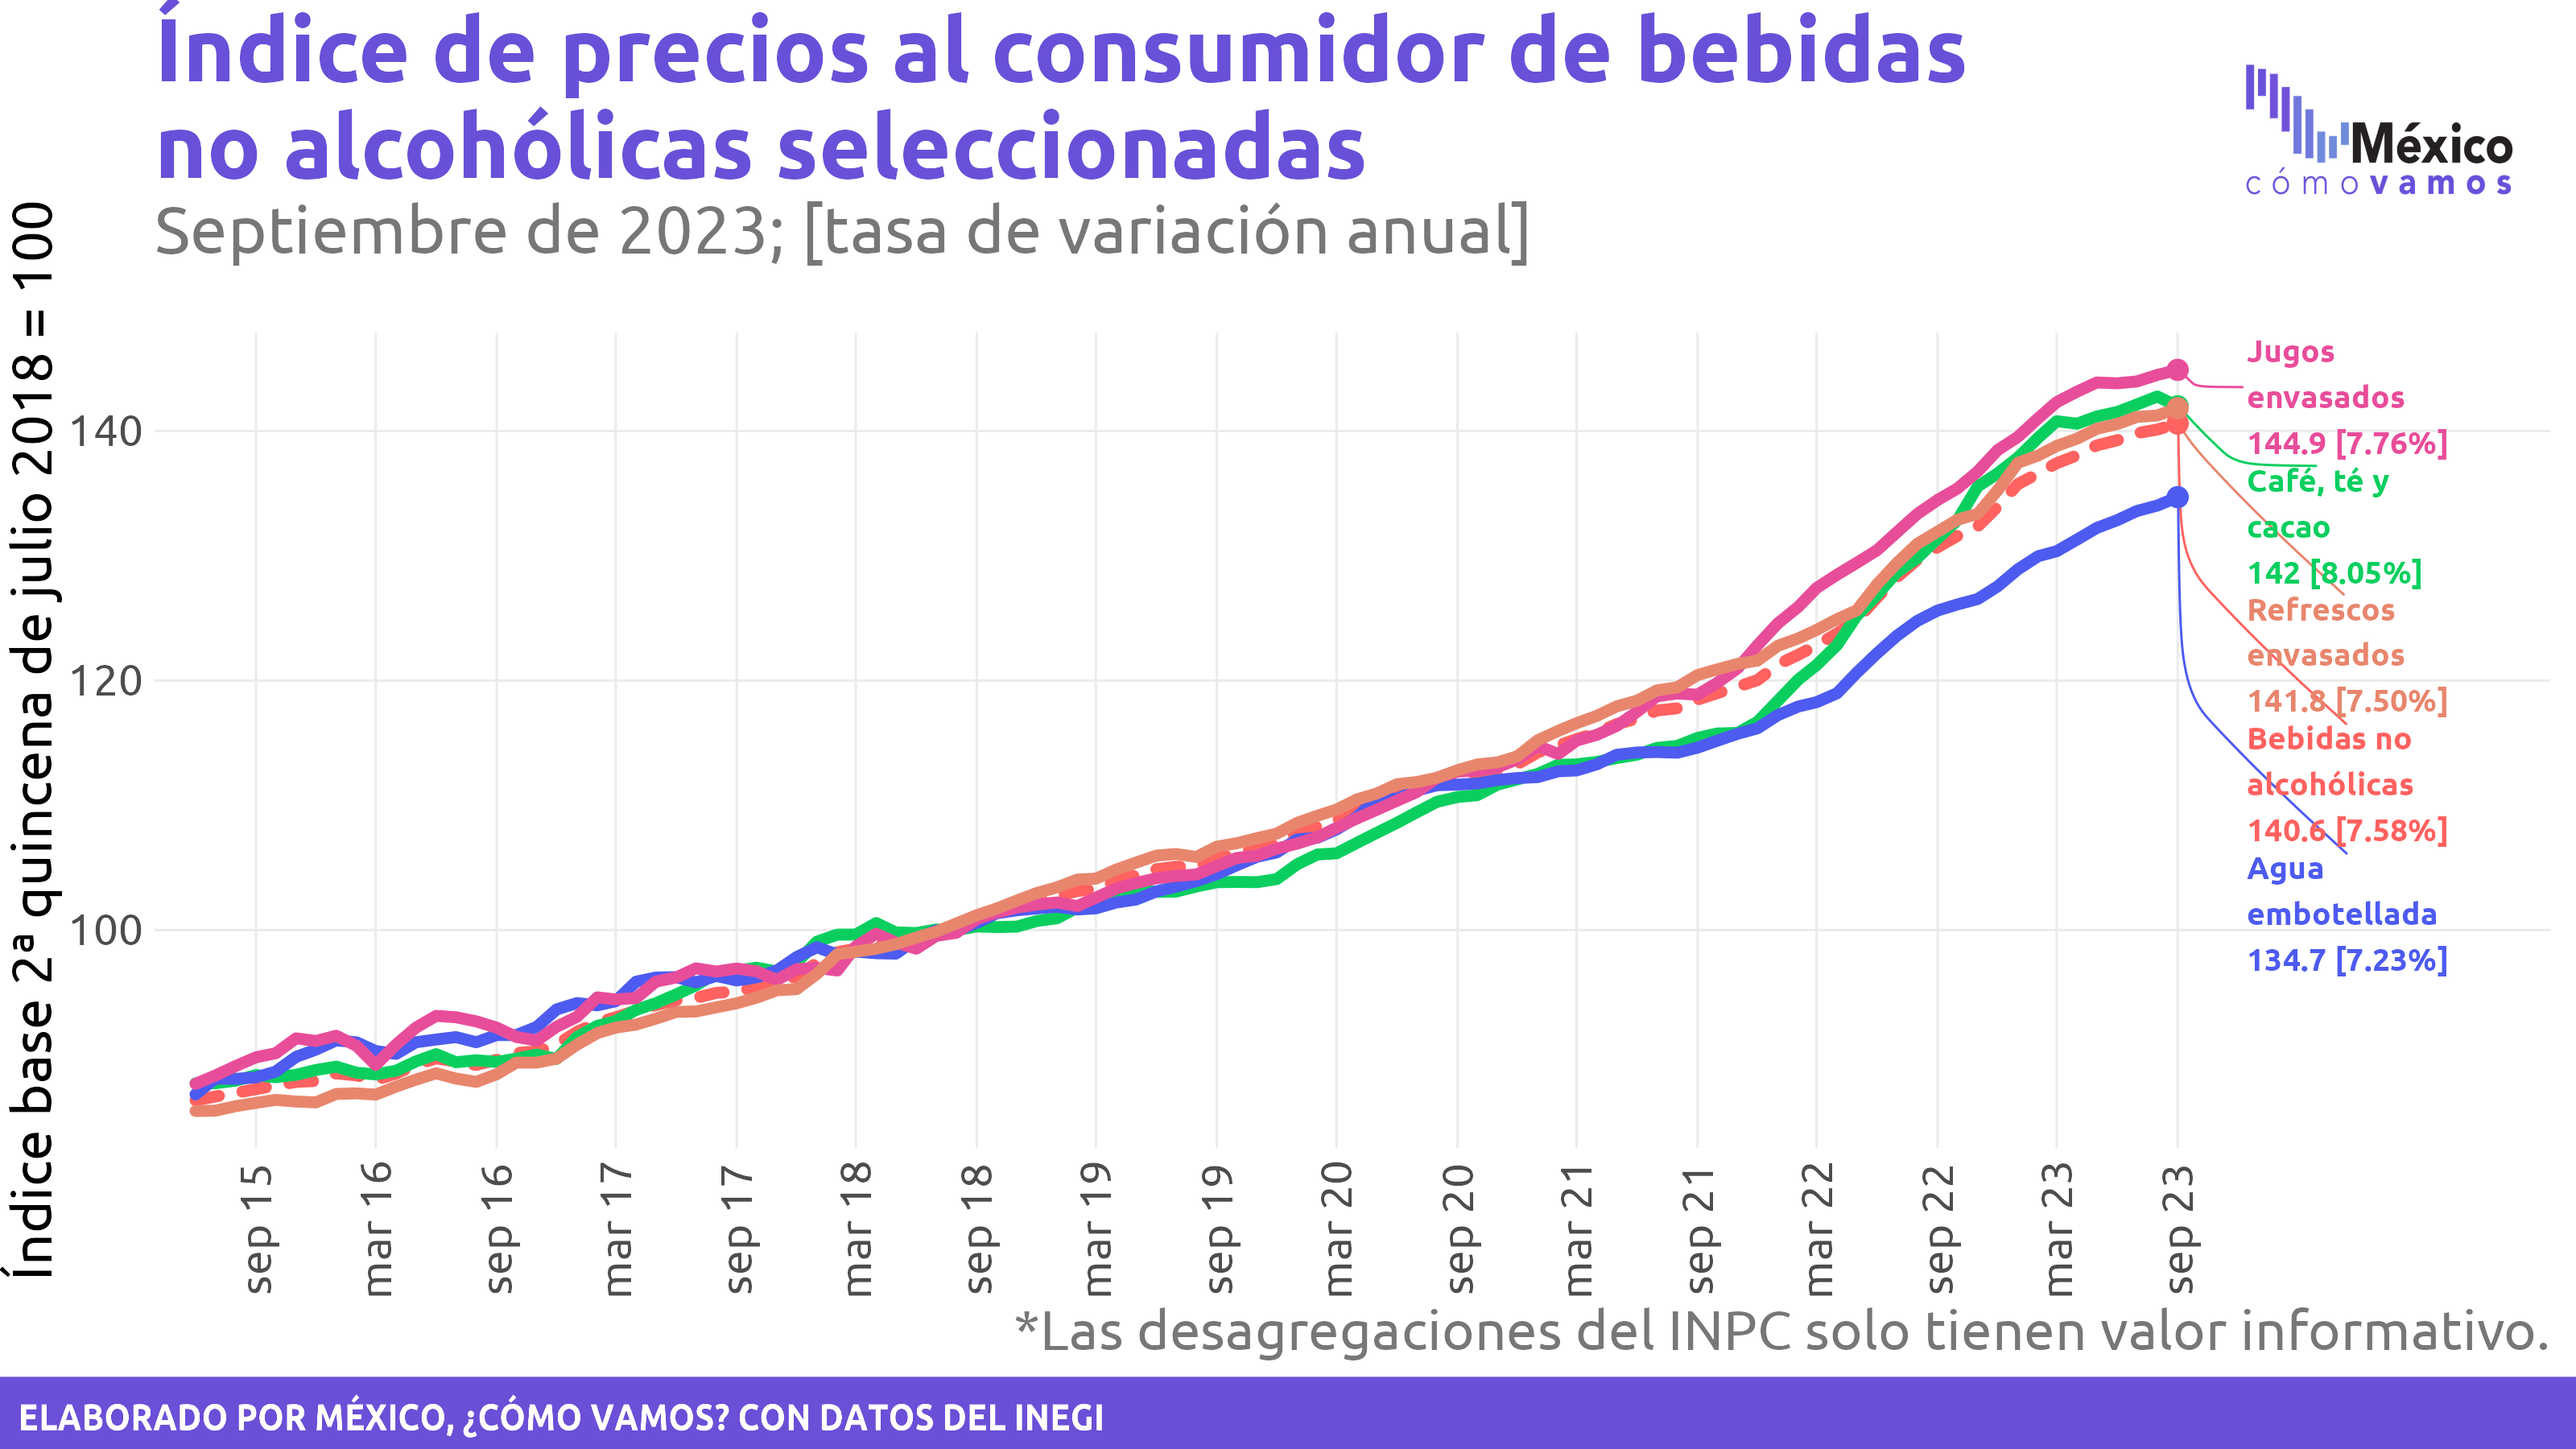 Índice de precios al consumidor de bebidas
no alcohólicas seleccionadas
Septiembre de 2023; [tasa de variación anual]
México
cómo vamos
Índice base 2ª quincena de julio 2018 = 100
140
120
100
Jugos
envasados
144.9 [7.76%]
Café, té y
cacao
142 [8.05%]
Refrescos
envasados
141.8 [7.50%]
Bebidas no
alcohólicas
140.6 [7.58%]
Agua
embotellada
134.7 [7.23%]
sep 15
mar 16
sep 16
mar 17
sep 17
mar 18
sep 18
mar 19
sep 19
mar 20
sep 20
mar 21
sep 21
mar 22
sep 22
mar 23
sep 23
*Las desagregaciones del INPC solo tienen valor informativo.
ELABORADO POR MÉXICO, ¿CÓMO VAMOS? CON DATOS DEL INEGI